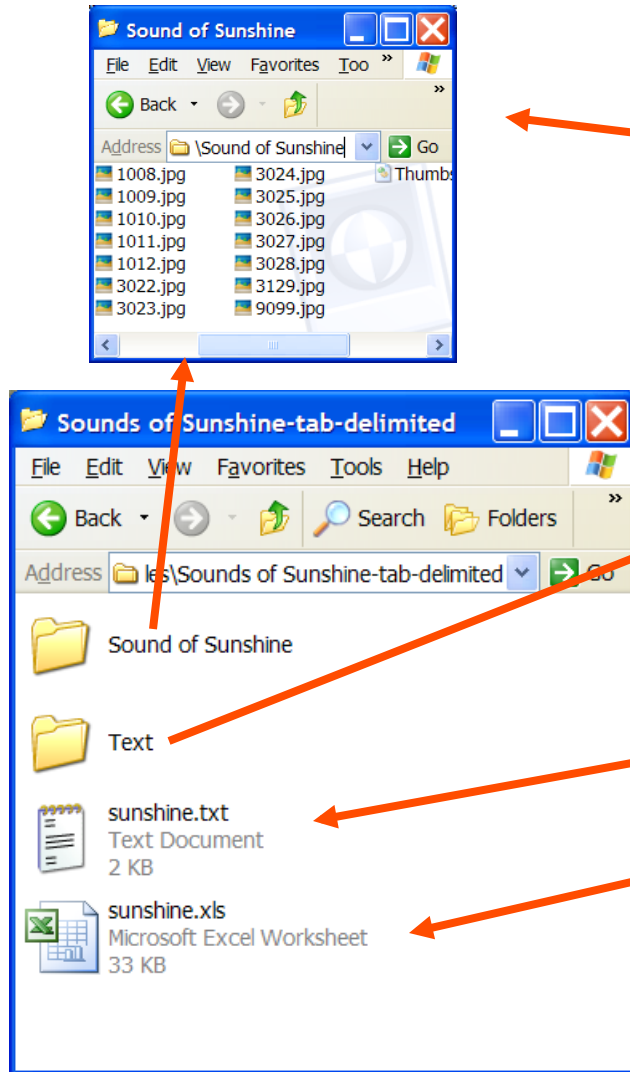 Sound of Sunshine
File Edit View Favorites Too »
Back »
Address \Sound of Sunshine Go
1008.jpg 3024.jpg Thumbs
1009.jpg 3025.jpg
1010.jpg 3026.jpg
1011.jpg 3027.jpg
1012.jpg 3028.jpg
3022.jpg 3129.jpg
3023.jpg 9099.jpg
Sounds of Sunshine-tab-delimited
File Edit View Favorites Tools Help
Back Search Folders »
Address les\Sounds of Sunshine-tab-delimited Go
Sound of Sunshine
Text
sunshine.txt
Text Document
2 KB
sunshine.xls
Microsoft Excel Worksheet
33 KB